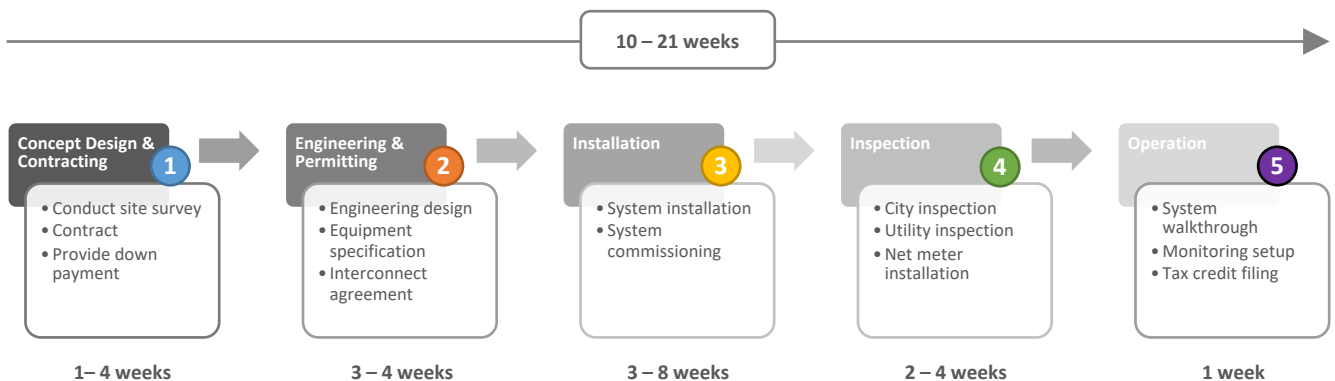 10 – 21 weeks
Concept Design &
Contracting
1
• Conduct site survey
• Contract
• Provide down
payment
1– 4 weeks
Engineering &
Permitting
2
• Engineering design
• Equipment
specification
• Interconnect
agreement
3 – 4 weeks
Installation
3
• System installation
• System
commissioning
3 – 8 weeks
Inspection
4
• City inspection
• Utility inspection
• Net meter
installation
2 – 4 weeks
Operation
5
• System
walkthrough
• Monitoring setup
• Tax credit filing
1 week